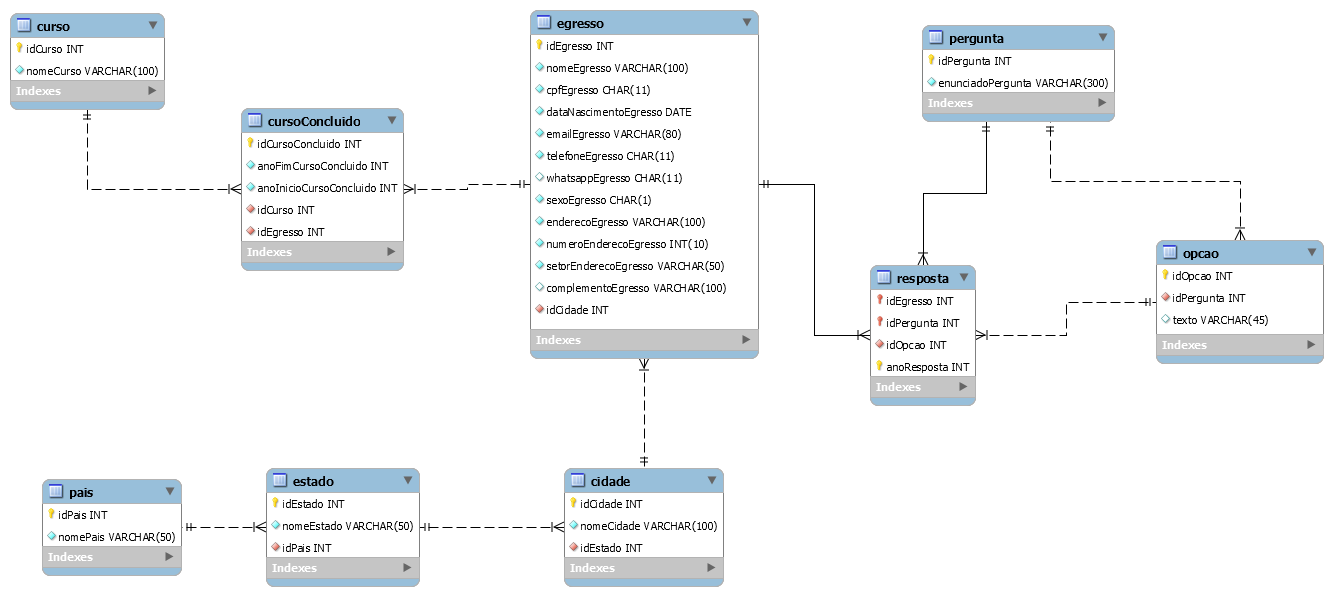 curso
idCurso INT
nomeCurso VARCHAR(100)
Indexes
cursoConcluido
idCursoConcluido INT
anoFimCursoConcluido INT
anoInicioCursoConcluido INT
idCurso INT
idEgresso INT
Indexes
egresso
idEgresso INT
nomeEgresso VARCHAR(100)
cpfEgresso CHAR(11)
dataNascimentoEgresso DATE
emailEgresso VARCHAR(80)
telefoneEgresso CHAR(11)
whatsappEgresso CHAR(11)
sexoEgresso CHAR(1)
enderecoEgresso VARCHAR(100)
numeroEnderecoEgresso INT(10)
setorEnderecoEgresso VARCHAR(50)
complementoEgresso VARCHAR(100)
idCidade INT
Indexes
pergunta
idPergunta INT
enunciadoPergunta VARCHAR(300)
Indexes
resposta
idEgresso INT
idPergunta INT
idOpcao INT
anoResposta INT
Indexes
opcao
idOpcao INT
idPergunta INT
texto VARCHAR(45)
Indexes
pais
idPais INT
nomePais VARCHAR(50)
Indexes
estado
idEstado INT
nomeEstado VARCHAR(50)
idPais INT
Indexes
cidade
idCidade INT
nomeCidade VARCHAR(100)
idEstado INT
Indexes